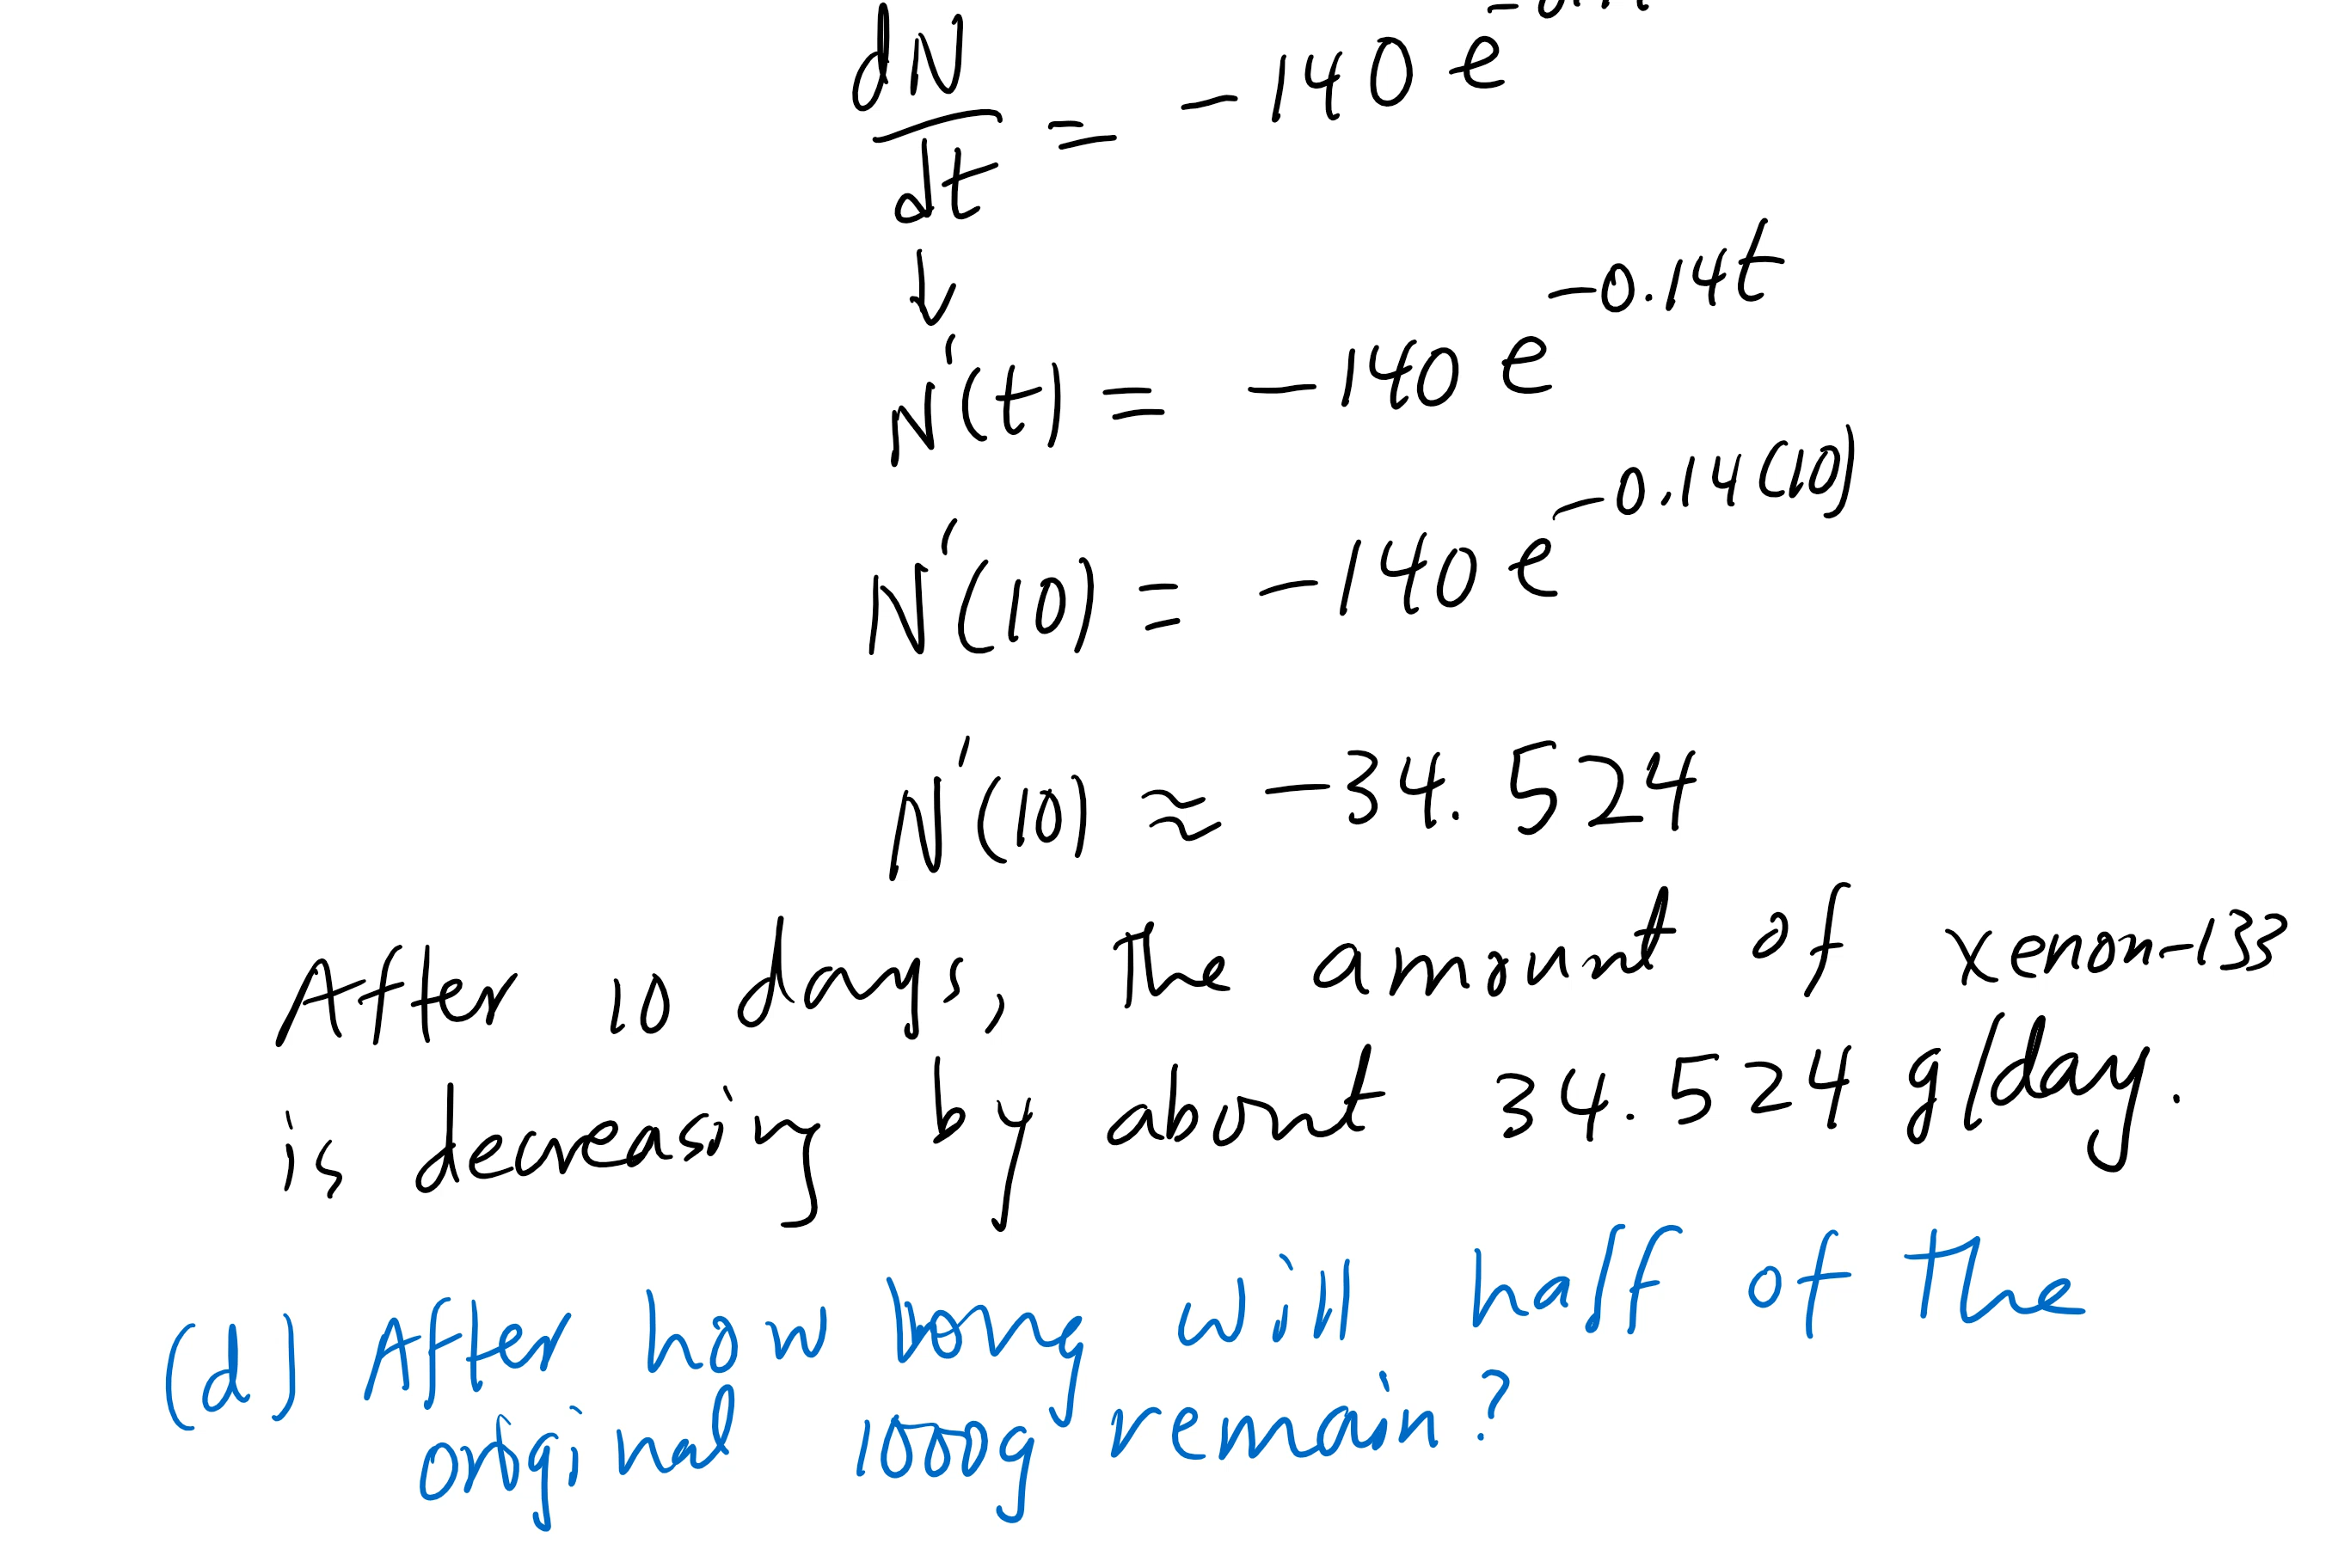 dN/dt = -140 e
N'(t) = -140 e^(-0.14t)
N'(10) = -140 e^(-0.14(10))
N'(10) ≈ -34.524
After 10 days, the amount of xenon-133
is decreasing by about 34.524 g/day.
(d) After how many will half of the
original 1000g remain?